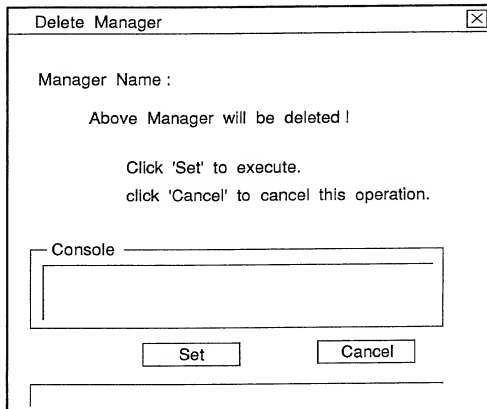 Delete Manager
Manager Name :
Above Manager will be deleted !
Click 'Set' to execute.
click 'Cancel' to cancel this operation.
Console
Set
Cancel